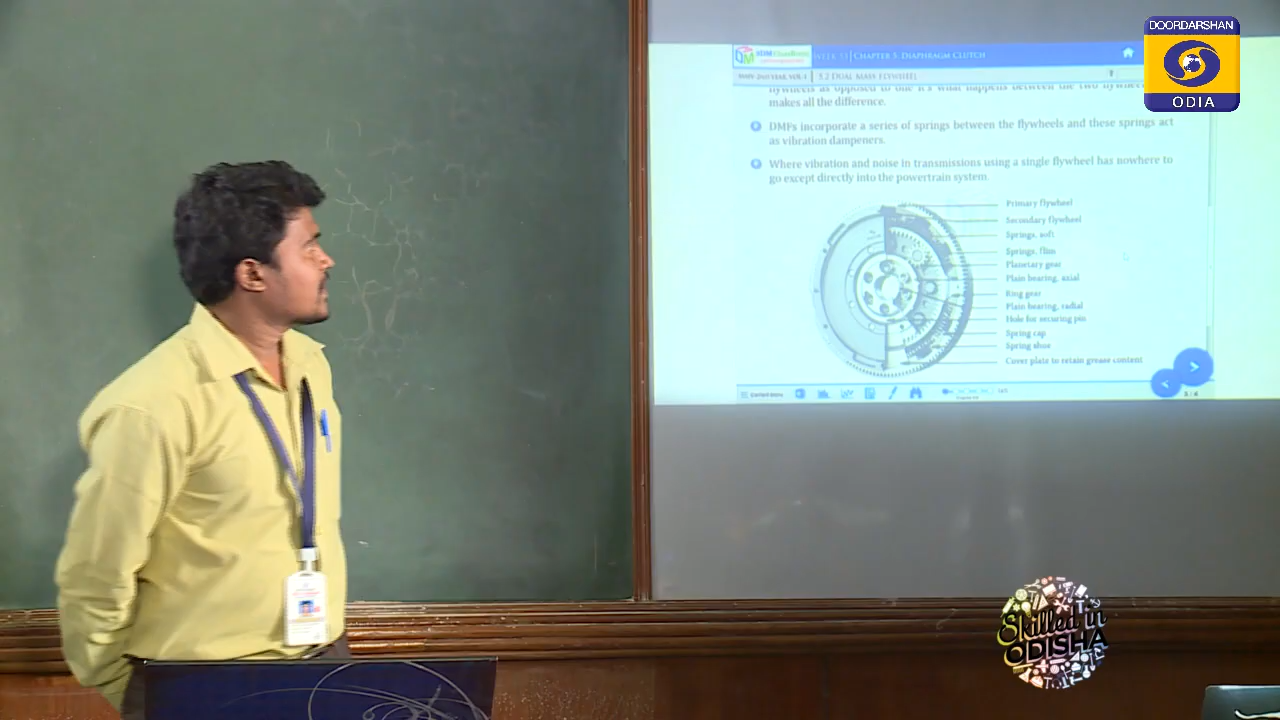 DOORDARSHAN
ODIA
CHAPTER 5: DIAPHRAGM CLUTCH
5.2 DUAL MASS FLYWHEEL
flywheels as opposed to one it's what happens between the two
makes all the difference.
DMFs incorporate a series of springs between the flywheels and these springs act
as vibration dampeners.
Where vibration and noise in transmissions using a single flywheel has nowhere to
go except directly into the powertrain system.
Primary flywheel
Secondary flywheel
Springs, soft
Springs,
Planetary gear
Plain bearing, axial
Ring gear
Plain bearing, radial
Hole for securing pin
Spring cap
Spring shoe
Cover plate to retain grease content
Skilled in
ODISHA